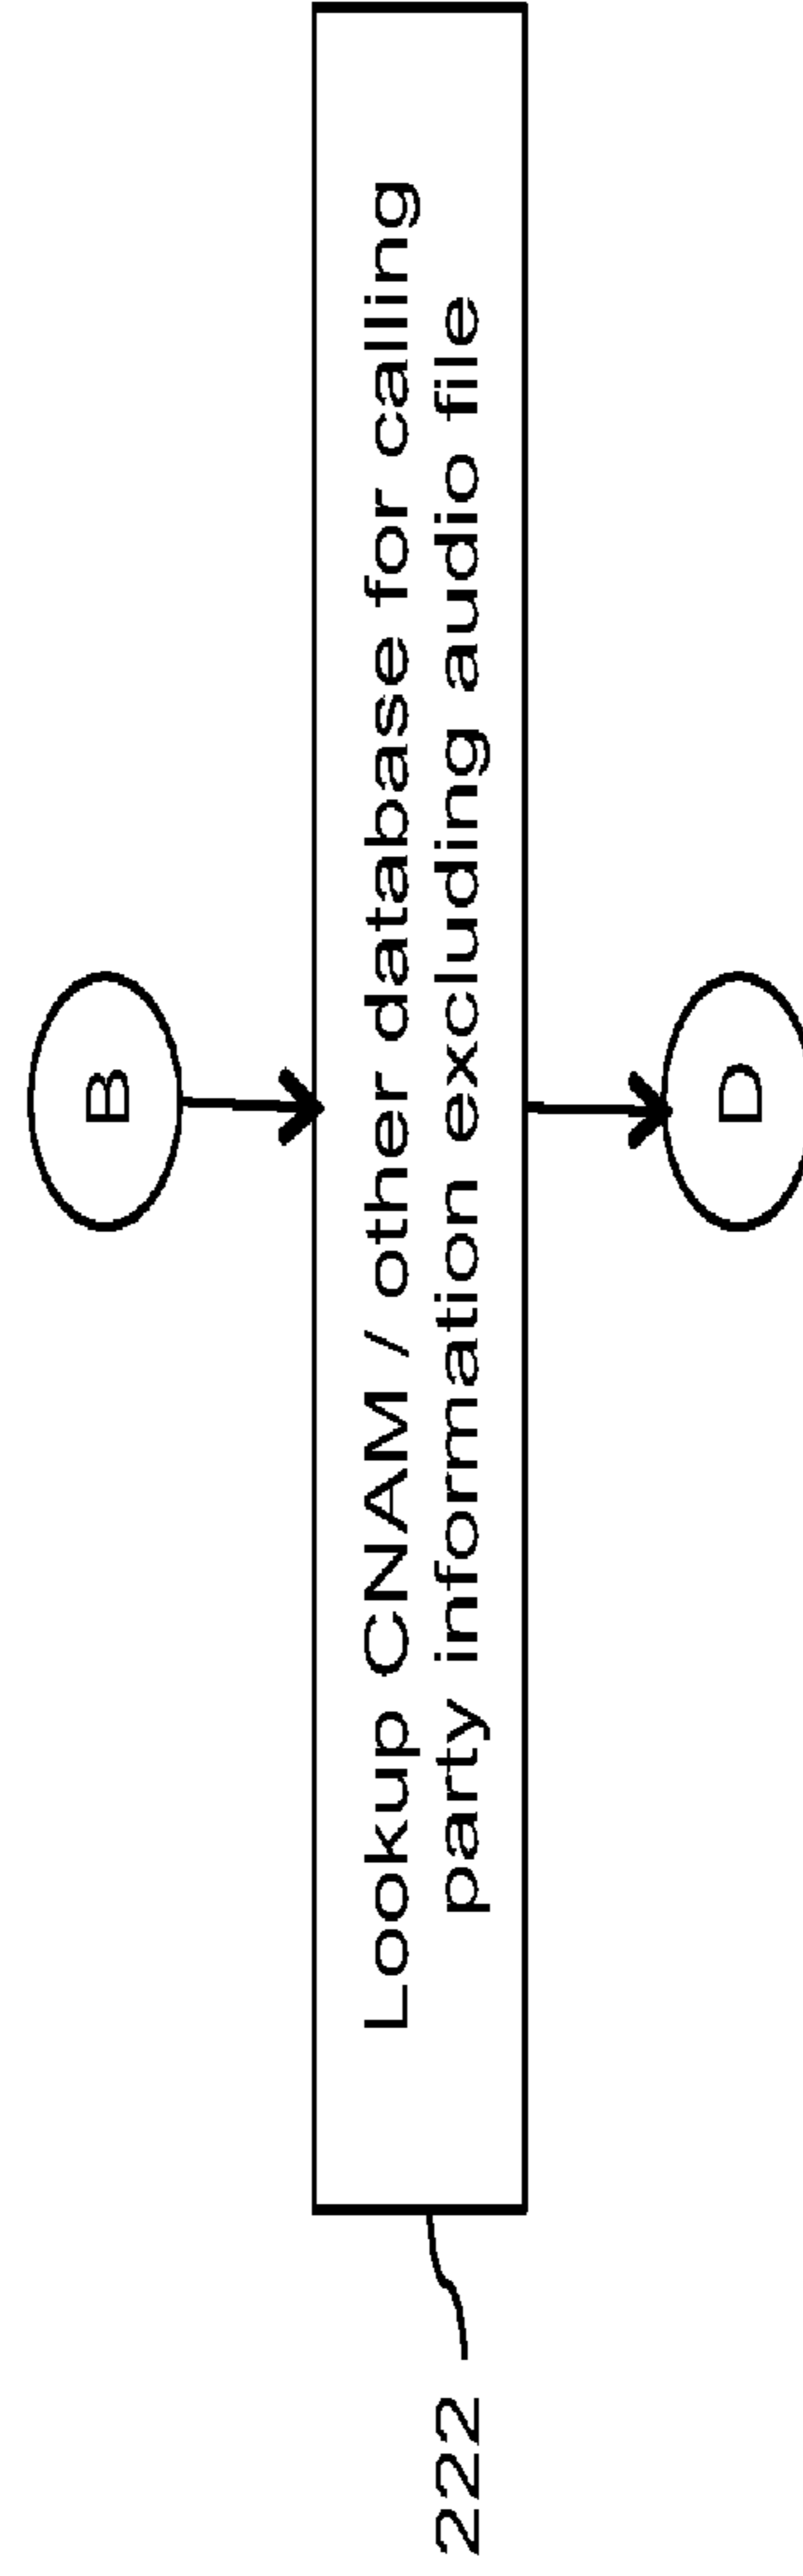 B
Lookup CNAM / other database for calling
party information excluding audio file
222
D